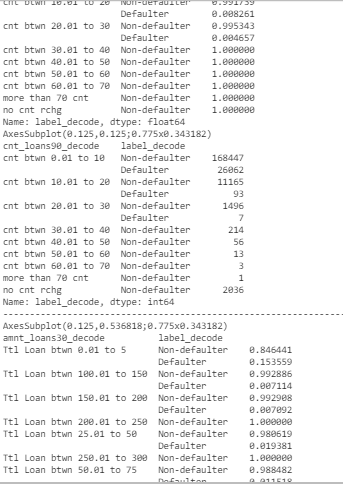 cnt btwn 10.01 to 20 Non-defaulter 0.991739
Defaulter 0.008261
cnt btwn 20.01 to 30 Non-defaulter 0.995343
Defaulter 0.004657
cnt btwn 30.01 to 40 Non-defaulter 1.000000
cnt btwn 40.01 to 50 Non-defaulter 1.000000
cnt btwn 50.01 to 60 Non-defaulter 1.000000
cnt btwn 60.01 to 70 Non-defaulter 1.000000
more than 70 cnt Non-defaulter 1.000000
no cnt rchg Non-defaulter 1.000000
Name: label_decode, dtype: float64
AxesSubplot(0.125,0.125;0.775x0.343182)
cnt_loans90_decode label_decode
cnt btwn 0.01 to 10 Non-defaulter 168447
Defaulter 26062
cnt btwn 10.01 to 20 Non-defaulter 11165
Defaulter 93
cnt btwn 20.01 to 30 Non-defaulter 1496
Defaulter 7
cnt btwn 30.01 to 40 Non-defaulter 214
cnt btwn 40.01 to 50 Non-defaulter 56
cnt btwn 50.01 to 60 Non-defaulter 13
cnt btwn 60.01 to 70 Non-defaulter 3
more than 70 cnt Non-defaulter 1
no cnt rchg Non-defaulter 2036
Name: label_decode, dtype: int64
--------------------------------------------------------------------
AxesSubplot(0.125,0.536818;0.775x0.343182)
amnt_loans30_decode label_decode
Ttl Loan btwn 0.01 to 5 Non-defaulter 0.846441
Defaulter 0.153559
Ttl Loan btwn 100.01 to 150 Non-defaulter 0.992886
Defaulter 0.007114
Ttl Loan btwn 150.01 to 200 Non-defaulter 0.992908
Defaulter 0.007092
Ttl Loan btwn 200.01 to 250 Non-defaulter 1.000000
Ttl Loan btwn 25.01 to 50 Non-defaulter 0.980619
Defaulter 0.019381
Ttl Loan btwn 250.01 to 300 Non-defaulter 1.000000
Ttl Loan btwn 50.01 to 75 Non-defaulter 0.988482
Defaulter 0.011518